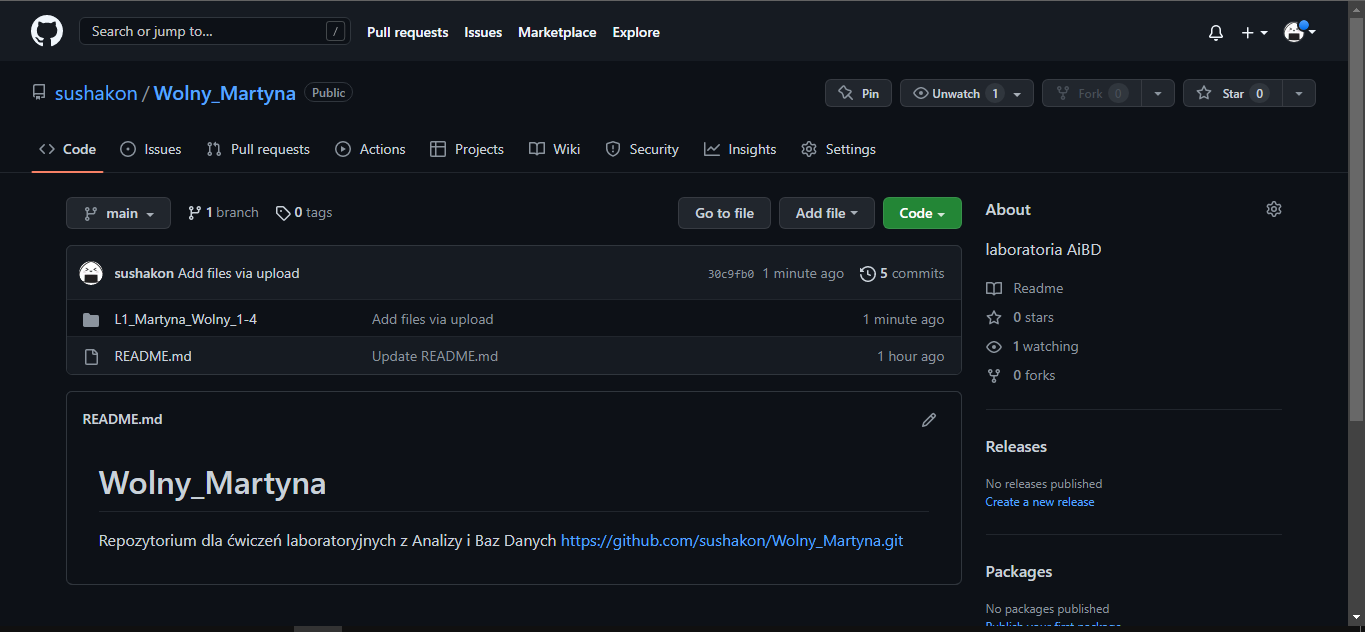 Search or jump to... /
Pull requests Issues Marketplace Explore
sushakon / Wolny_Martyna Public
Pin Unwatch 1 Fork 0 Star 0
Code Issues Pull requests Actions Projects Wiki Security Insights Settings
main 1 branch 0 tags Go to file Add file Code
sushakon Add files via upload 30c9fb0 1 minute ago 5 commits
L1_Martyna_Wolny_1-4 Add files via upload 1 minute ago
README.md Update README.md 1 hour ago
README.md
Wolny_Martyna
Repozytorium dla ćwiczeń laboratoryjnych z Analizy i Baz Danych https://github.com/sushakon/Wolny_Martyna.git
About
laboratoria AiBD
Readme
0 stars
1 watching
0 forks
Releases
No releases published
Create a new release
Packages
No packages published
Publish your first package